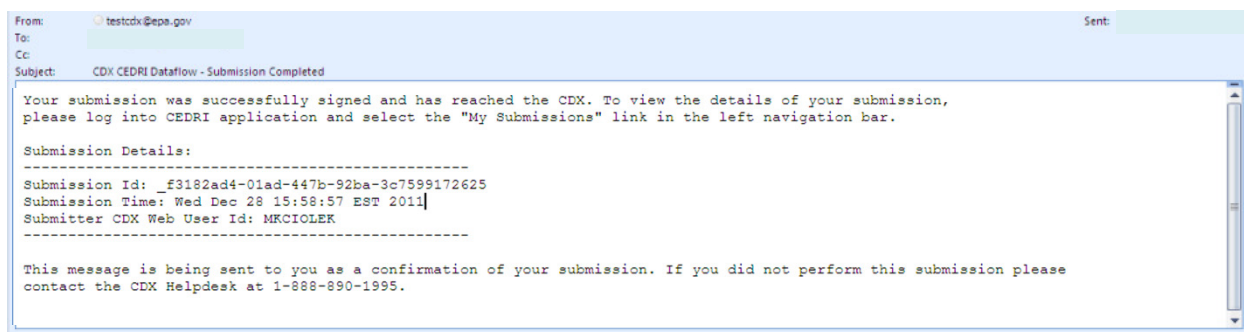 From: testcdx@epa.gov Sent:
To:
Cc:
Subject: CDX CEDRI Dataflow - Submission Completed
Your submission was successfully signed and has reached the CDX. To view the details of your submission,
please log into CEDRI application and select the "My Submissions" link in the left navigation bar.
Submission Details:
--------------------------------------------------
Submission Id: _f3182ad4-01ad-447b-92ba-3c7599172625
Submission Time: Wed Dec 28 15:58:57 EST 2011
Submitter CDX Web User Id: MKCIOLEK
--------------------------------------------------
This message is being sent to you as a confirmation of your submission. If you did not perform this submission please
contact the CDX Helpdesk at 1-888-890-1995.